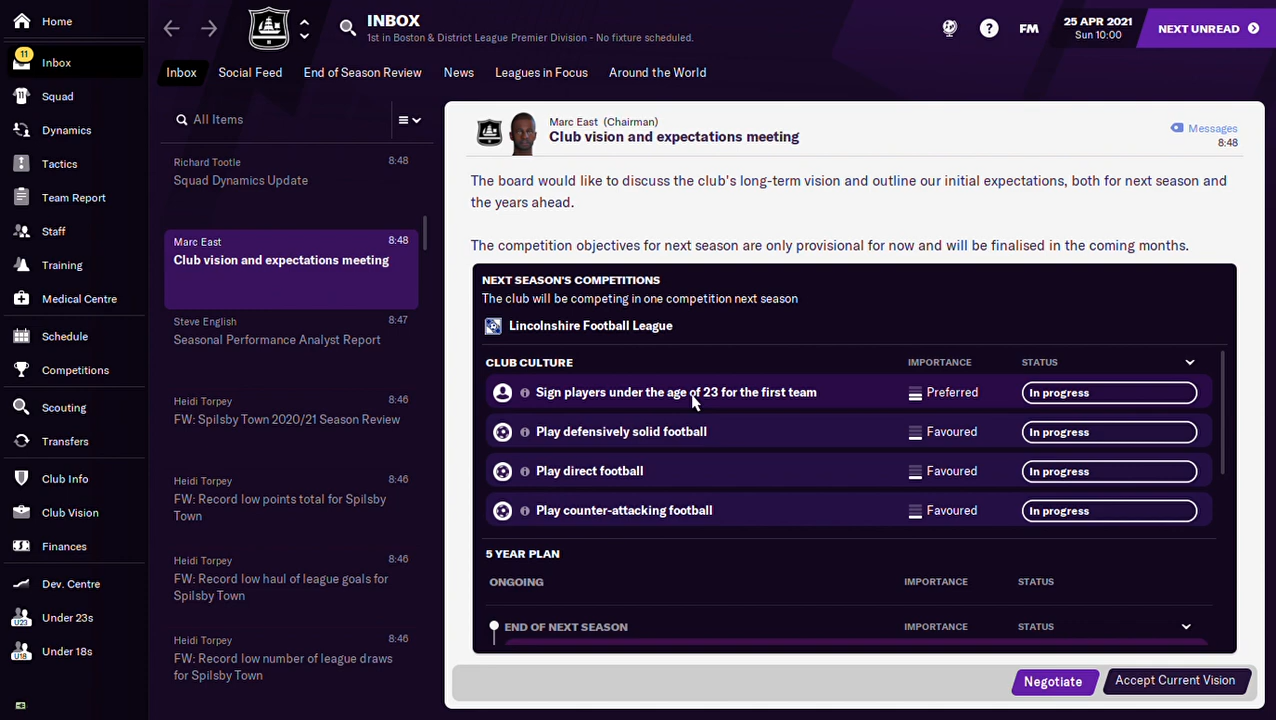 Home
11
Inbox
Squad
Dynamics
Tactics
Team Report
Staff
Training
Medical Centre
Schedule
Competitions
Scouting
Transfers
Club Info
Club Vision
Finances
Dev. Centre
U23
Under 23s
U18
Under 18s
INBOX
1st in Boston & District League Premier Division - No fixture scheduled.
?
FM
25 APR 2021
Sun 10:00
NEXT UNREAD
Inbox
Social Feed
End of Season Review
News
Leagues in Focus
Around the World
All Items
Richard Tootle 8:48
Squad Dynamics Update
Marc East 8:48
Club vision and expectations meeting
Steve English 8:47
Seasonal Performance Analyst Report
Heidi Torpey 8:46
FW: Spilsby Town 2020/21 Season Review
Heidi Torpey 8:46
FW: Record low points total for Spilsby
Town
Heidi Torpey 8:46
FW: Record low haul of league goals for
Spilsby Town
Heidi Torpey 8:46
FW: Record low number of league draws
for Spilsby Town
Marc East (Chairman)
Club vision and expectations meeting
Messages
8:48
The board would like to discuss the club's long-term vision and outline our initial expectations, both for next season and
the years ahead.
The competition objectives for next season are only provisional for now and will be finalised in the coming months.
NEXT SEASON'S COMPETITIONS
The club will be competing in one competition next season
Lincolnshire Football League
CLUB CULTURE IMPORTANCE STATUS
Sign players under the age of 23 for the first team Preferred In progress
Play defensively solid football Favoured In progress
Play direct football Favoured In progress
Play counter-attacking football Favoured In progress
5 YEAR PLAN
ONGOING IMPORTANCE STATUS
END OF NEXT SEASON IMPORTANCE STATUS
Negotiate
Accept Current Vision